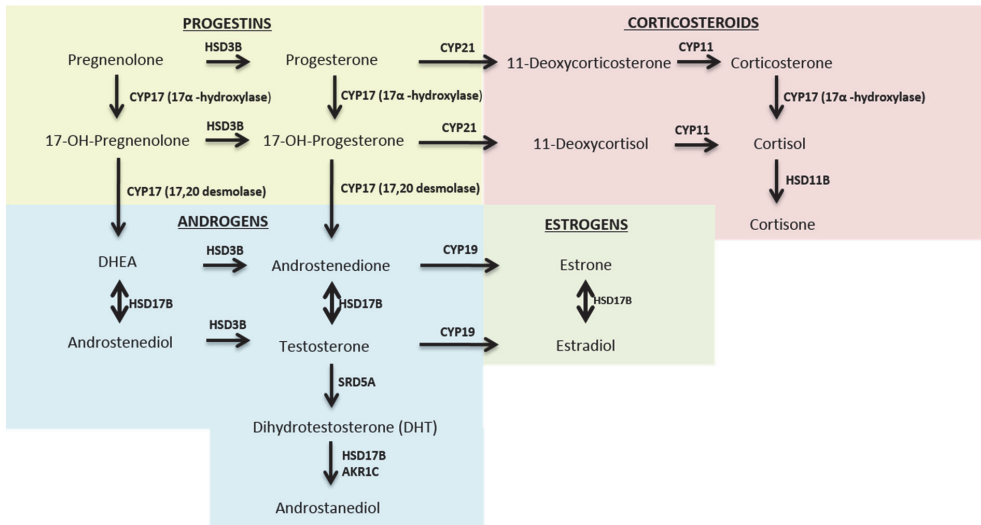 PROGESTINS
CORTICOSTEROIDS
Pregnenolone
HSD3B
Progesterone
CYP21
11-Deoxycorticosterone
CYP11
Corticosterone
CYP17 (17α -hydroxylase)
CYP17 (17α -hydroxylase)
CYP17 (17α -hydroxylase)
17-OH-Pregnenolone
HSD3B
17-OH-Progesterone
CYP21
11-Deoxycortisol
CYP11
Cortisol
CYP17 (17,20 desmolase)
CYP17 (17,20 desmolase)
HSD11B
Cortisone
ANDROGENS
ESTROGENS
DHEA
HSD3B
Androstenedione
CYP19
Estrone
HSD17B
HSD17B
HSD17B
Androstenediol
HSD3B
Testosterone
CYP19
Estradiol
SRD5A
Dihydrotestosterone (DHT)
HSD17B
AKR1C
Androstanediol